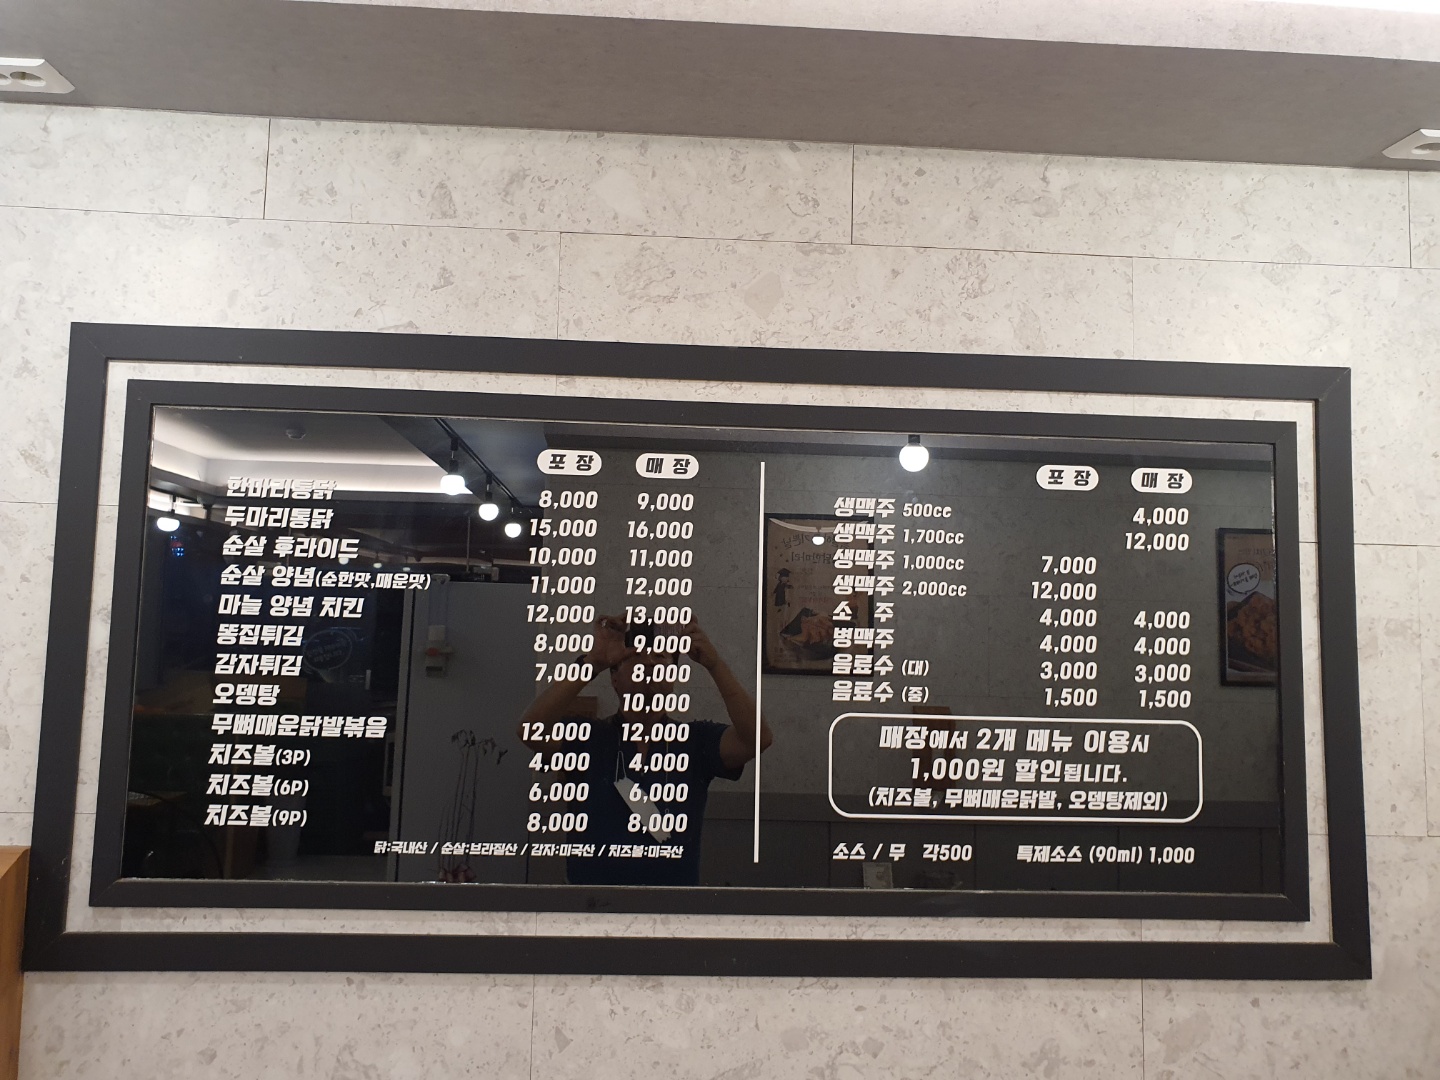 포장 매장
한마리통닭 8,000 9,000
두마리통닭 15,000 16,000
순살 후라이드 10,000 11,000
순살 양념(순한맛,매운맛) 11,000 12,000
마늘 양념 치킨 12,000 13,000
똥집튀김 8,000 9,000
감자튀김 7,000 8,000
오뎅탕 10,000
무뼈매운닭발볶음 12,000 12,000
치즈볼(3P) 4,000 4,000
치즈볼(6P) 6,000 6,000
치즈볼(9P) 8,000 8,000
닭:국내산 / 순살:브라질산 / 감자:미국산 / 치즈볼:미국산
포장 매장
생맥주 500cc 4,000
생맥주 1,700cc 12,000
생맥주 1,000cc 7,000
생맥주 2,000cc 12,000
소 주 4,000 4,000
병맥주 4,000 4,000
음료수 (대) 3,000 3,000
음료수 (중) 1,500 1,500
매장에서 2개 메뉴 이용시
1,000원 할인됩니다.
(치즈볼, 무뼈매운닭발, 오뎅탕제외)
소스 / 무 각500 특제소스 (90ml) 1,000